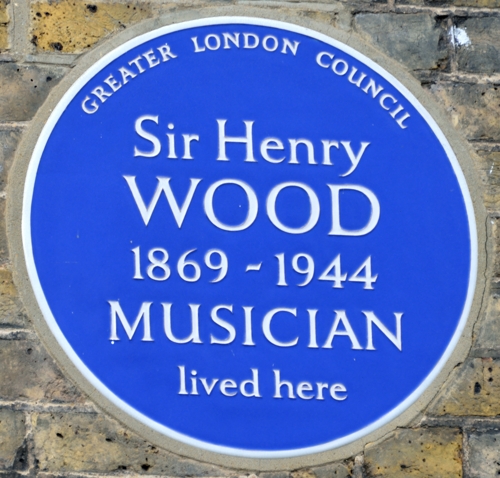 GREATER LONDON COUNCIL
Sir Henry
WOOD
1869 - 1944
MUSICIAN
lived here